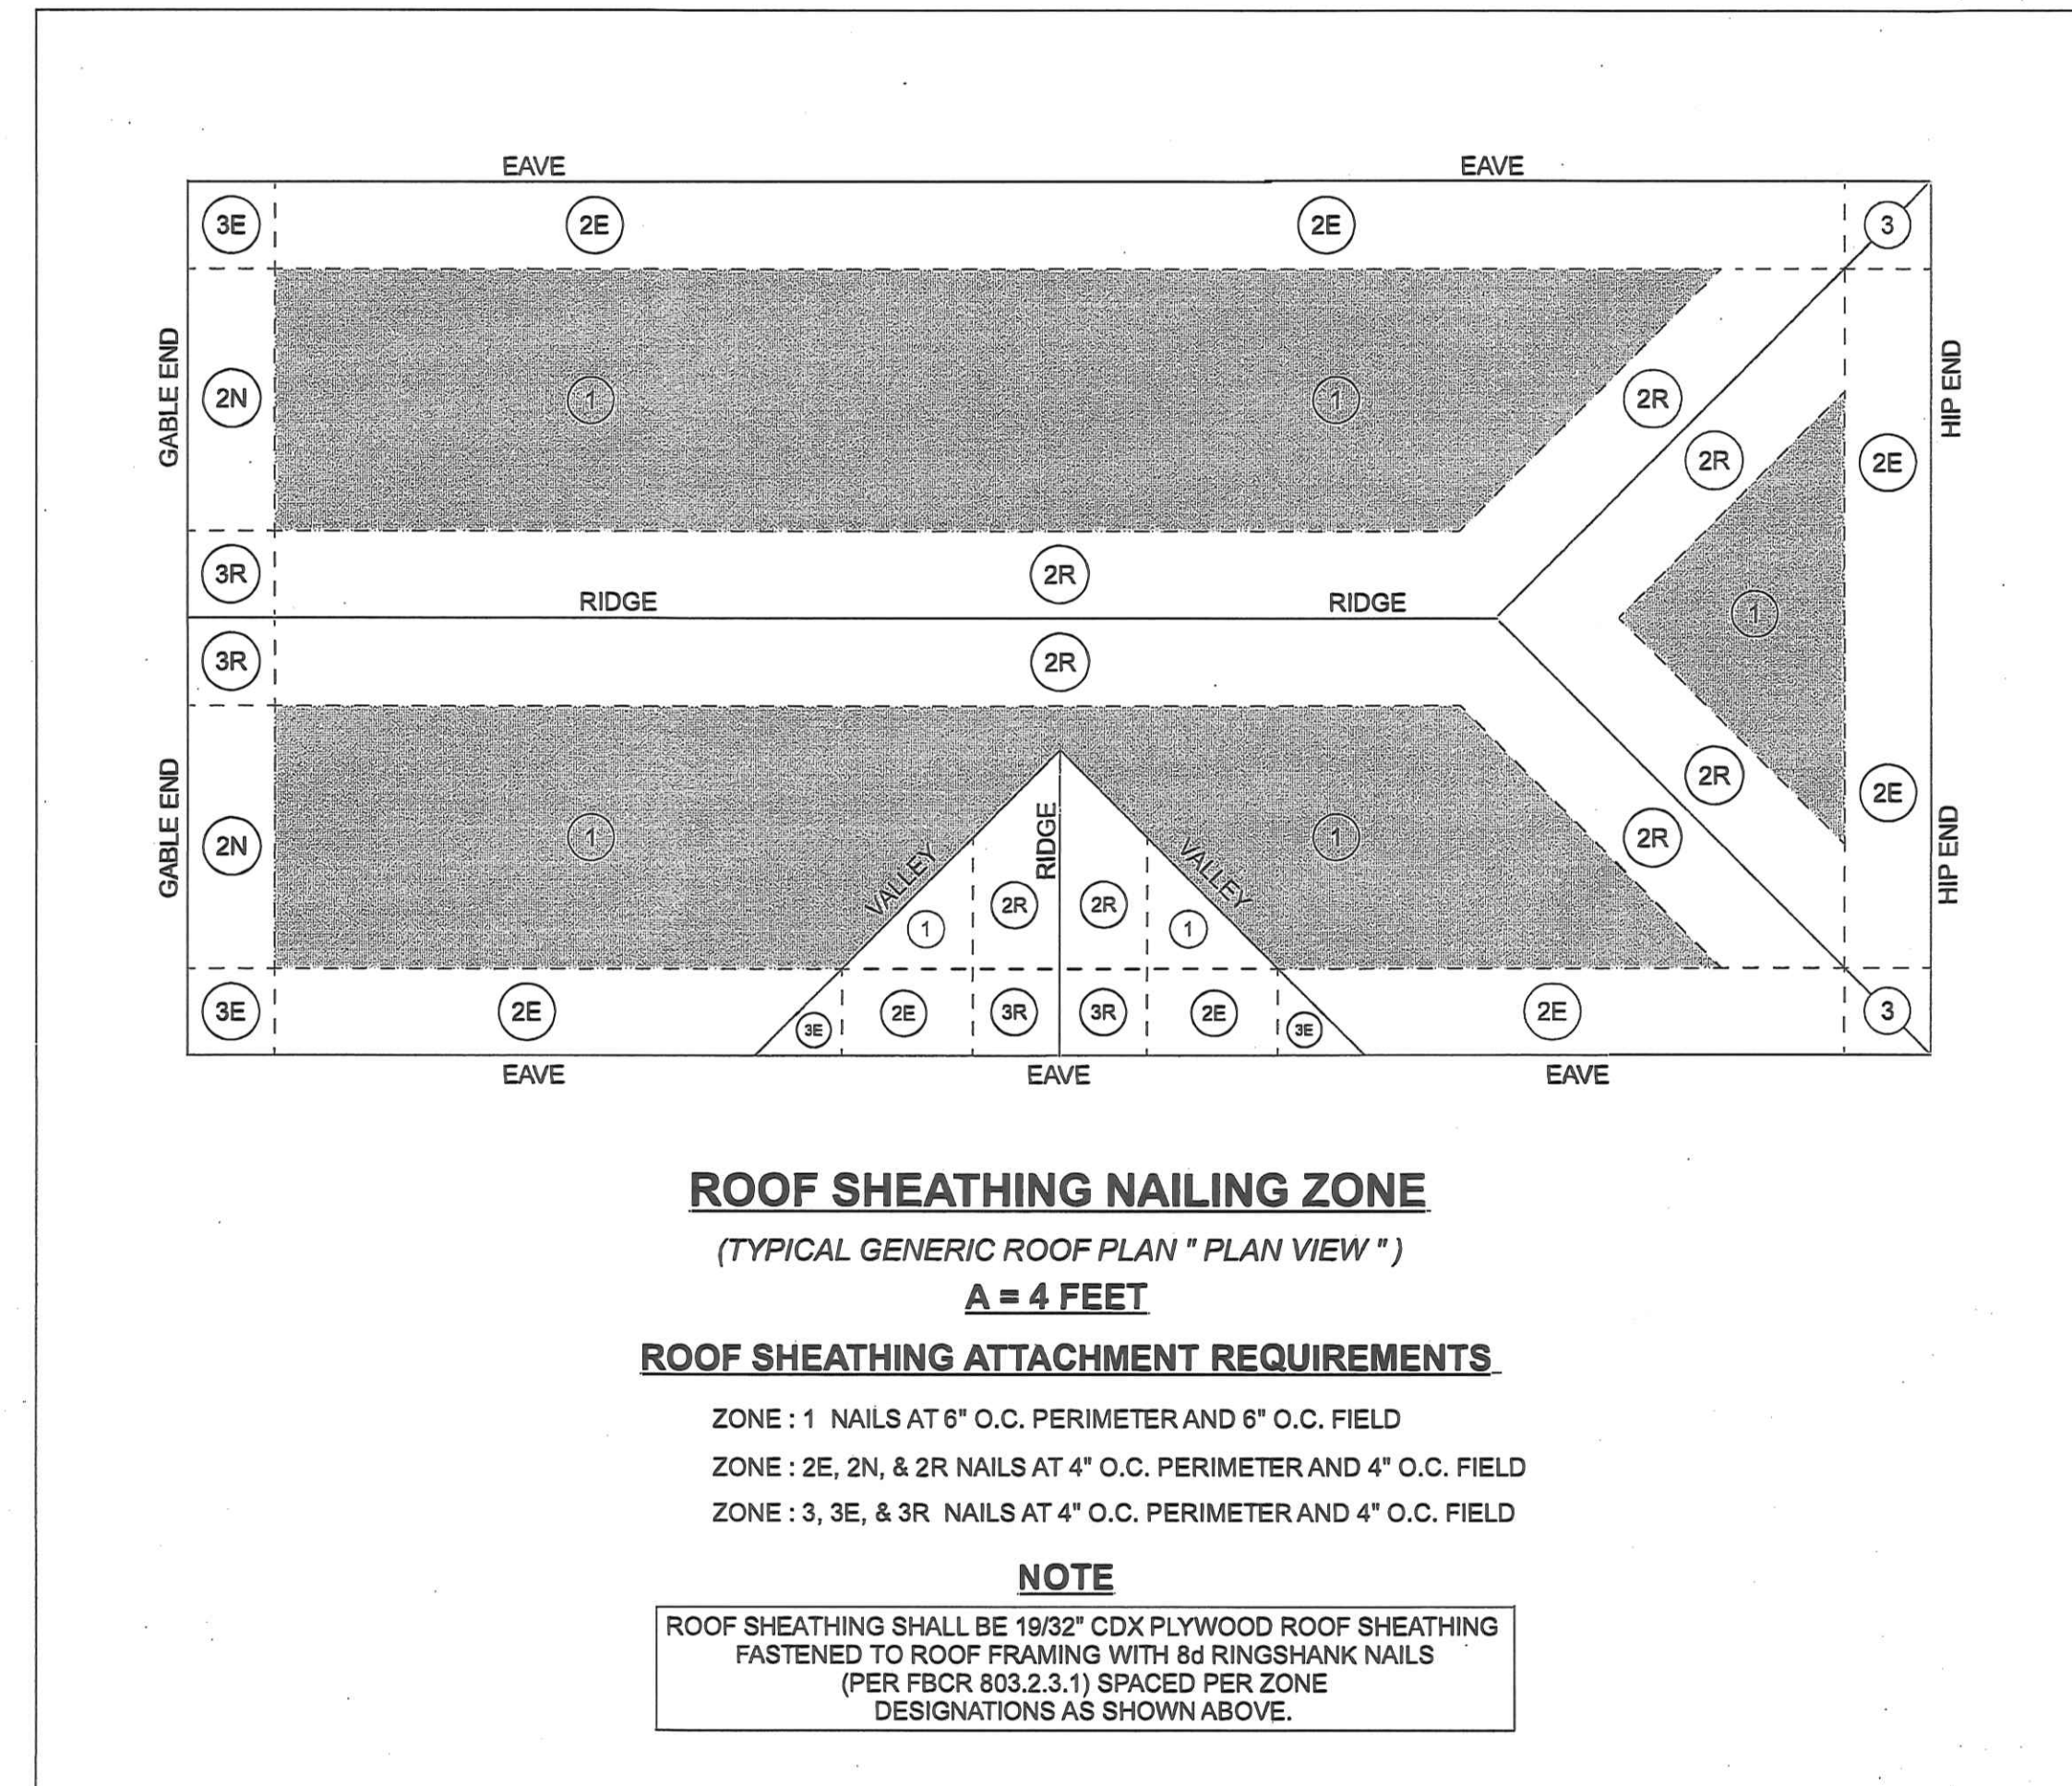 EAVE EAVE
3E 2E 2E 3
GABLE END 2N 1 1 2R HIP END
2R 2E
3R 2R
RIDGE RIDGE 1
3R 2R
2R 2E
GABLE END 2N 1 RIDGE 1 2R HIP END
VALLEY VALLEY
1 2R 2R 1
3E 2E 3E 2E 3R 3R 2E 3E 2E 3
EAVE EAVE EAVE
ROOF SHEATHING NAILING ZONE
(TYPICAL GENERIC ROOF PLAN " PLAN VIEW ")
A = 4 FEET
ROOF SHEATHING ATTACHMENT REQUIREMENTS
ZONE : 1 NAILS AT 6" O.C. PERIMETER AND 6" O.C. FIELD
ZONE : 2E, 2N, & 2R NAILS AT 4" O.C. PERIMETER AND 4" O.C. FIELD
ZONE : 3, 3E, & 3R NAILS AT 4" O.C. PERIMETER AND 4" O.C. FIELD
NOTE
ROOF SHEATHING SHALL BE 19/32" CDX PLYWOOD ROOF SHEATHING
FASTENED TO ROOF FRAMING WITH 8d RINGSHANK NAILS
(PER FBCR 803.2.3.1) SPACED PER ZONE
DESIGNATIONS AS SHOWN ABOVE.